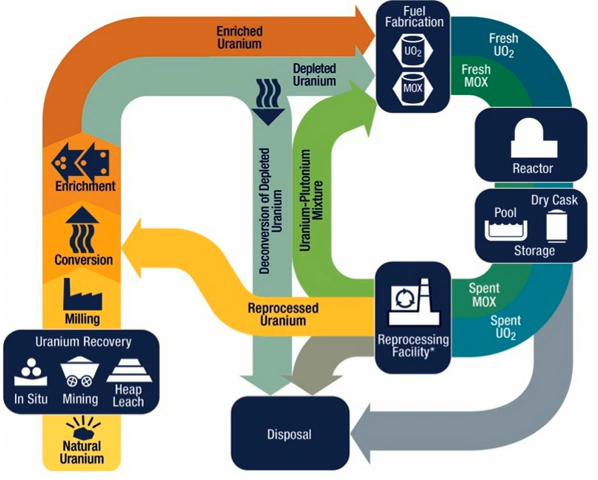 Enriched
Uranium
Depleted
Uranium
Fuel
Fabrication
UO₂
MOX
Fresh
UO₂
Fresh
MOX
Reactor
Dry Cask
Pool
Storage
Enrichment
Conversion
Milling
Uranium Recovery
In Situ
Mining
Heap
Leach
Natural
Uranium
Deconversion of Depleted
Uranium
Uranium-Plutonium
Mixture
Reprocessed
Uranium
Reprocessing
Facility*
Spent
MOX
Spent
UO₂
Disposal